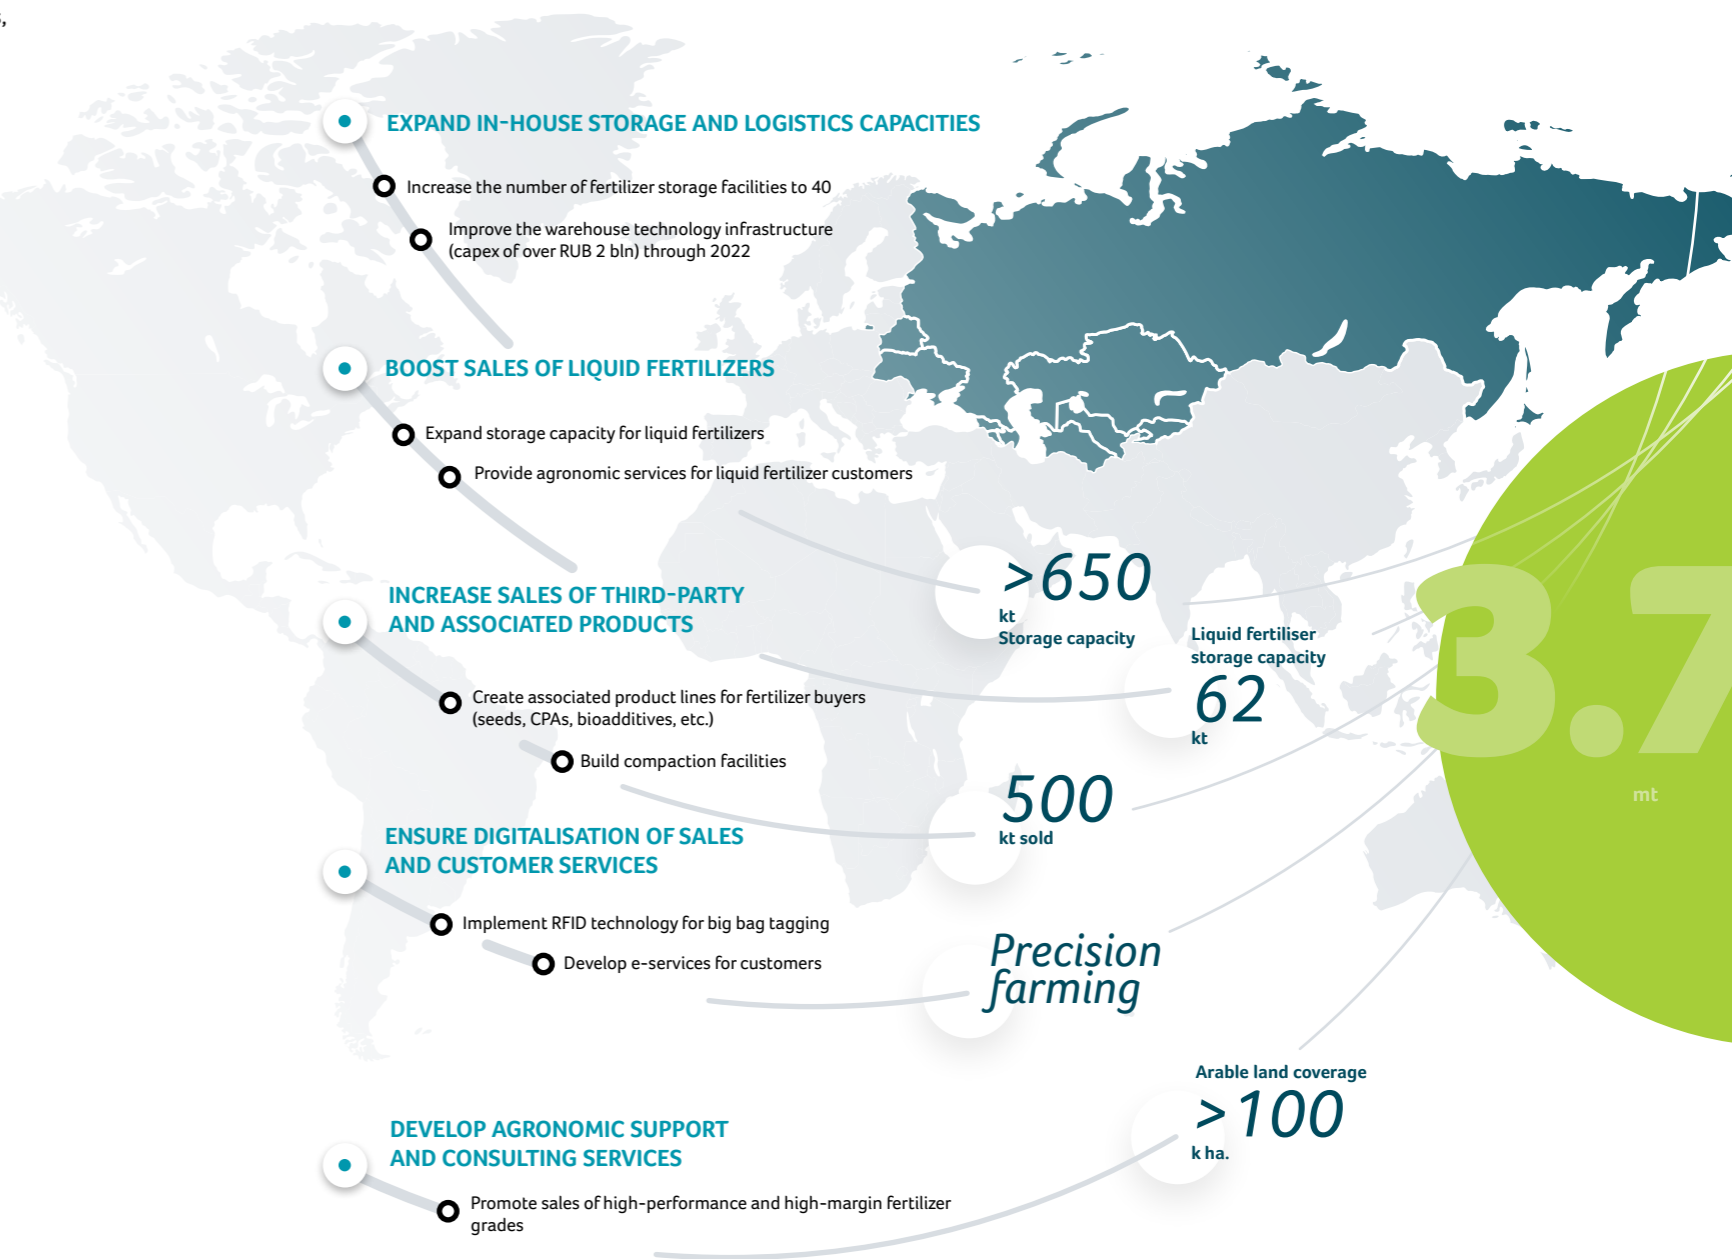 EXPAND IN-HOUSE STORAGE AND LOGISTICS CAPACITIES
Increase the number of fertilizer storage facilities to 40
Improve the warehouse technology infrastructure
(capex of over RUB 2 bln) through 2022
BOOST SALES OF LIQUID FERTILIZERS
Expand storage capacity for liquid fertilizers
Provide agronomic services for liquid fertilizer customers
INCREASE SALES OF THIRD-PARTY
AND ASSOCIATED PRODUCTS
Create associated product lines for fertilizer buyers
(seeds, CPAs, bioadditives, etc.)
Build compaction facilities
ENSURE DIGITALISATION OF SALES
AND CUSTOMER SERVICES
Implement RFID technology for big bag tagging
Develop e-services for customers
DEVELOP AGRONOMIC SUPPORT
AND CONSULTING SERVICES
Promote sales of high-performance and high-margin fertilizer
grades
>650
kt
Storage capacity
Liquid fertiliser
storage capacity
62
kt
500
kt sold
Precision
farming
Arable land coverage
>100
k ha.
3.7
mt